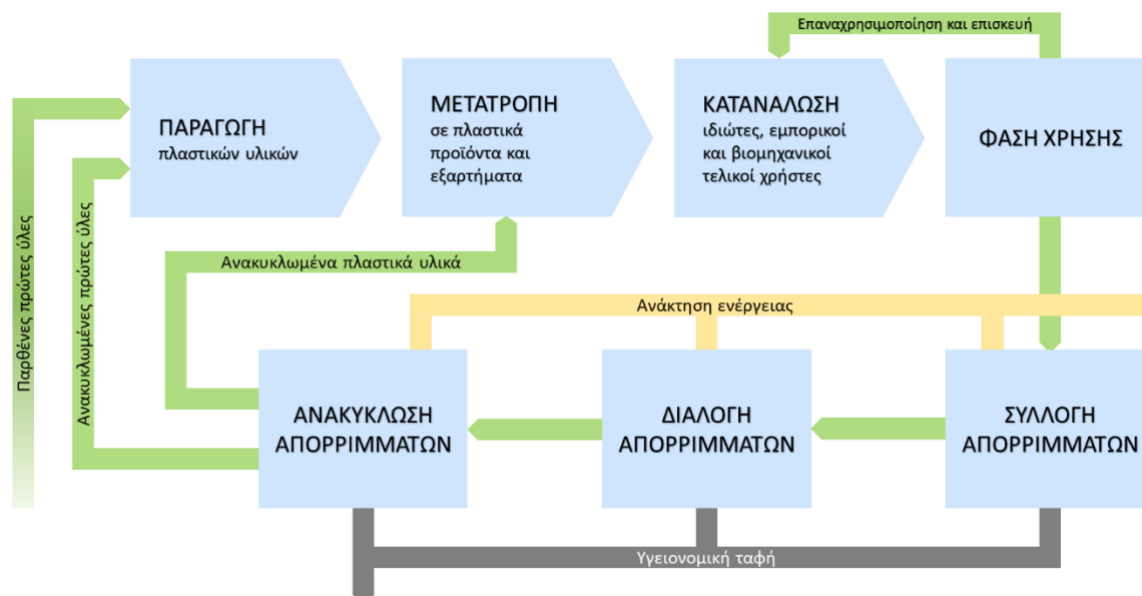 Επαναχρησιμοποίηση και επισκευή
ΠΑΡΑΓΩΓΗ
πλαστικών υλικών
ΜΕΤΑΤΡΟΠΗ
σε πλαστικά
προϊόντα και
εξαρτήματα
ΚΑΤΑΝΑΛΩΣΗ
ιδιώτες, εμπορικοί
και βιομηχανικοί
τελικοί χρήστες
ΦΑΣΗ ΧΡΗΣΗΣ
Παρθένες πρώτες ύλες
Ανακυκλωμένες πρώτες ύλες
Ανακυκλωμένα πλαστικά υλικά
Ανάκτηση ενέργειας
ΑΝΑΚΥΚΛΩΣΗ
ΑΠΟΡΡΙΜΜΑΤΩΝ
ΔΙΑΛΟΓΗ
ΑΠΟΡΡΙΜΜΑΤΩΝ
ΣΥΛΛΟΓΗ
ΑΠΟΡΡΙΜΜΑΤΩΝ
Υγειονομική ταφή